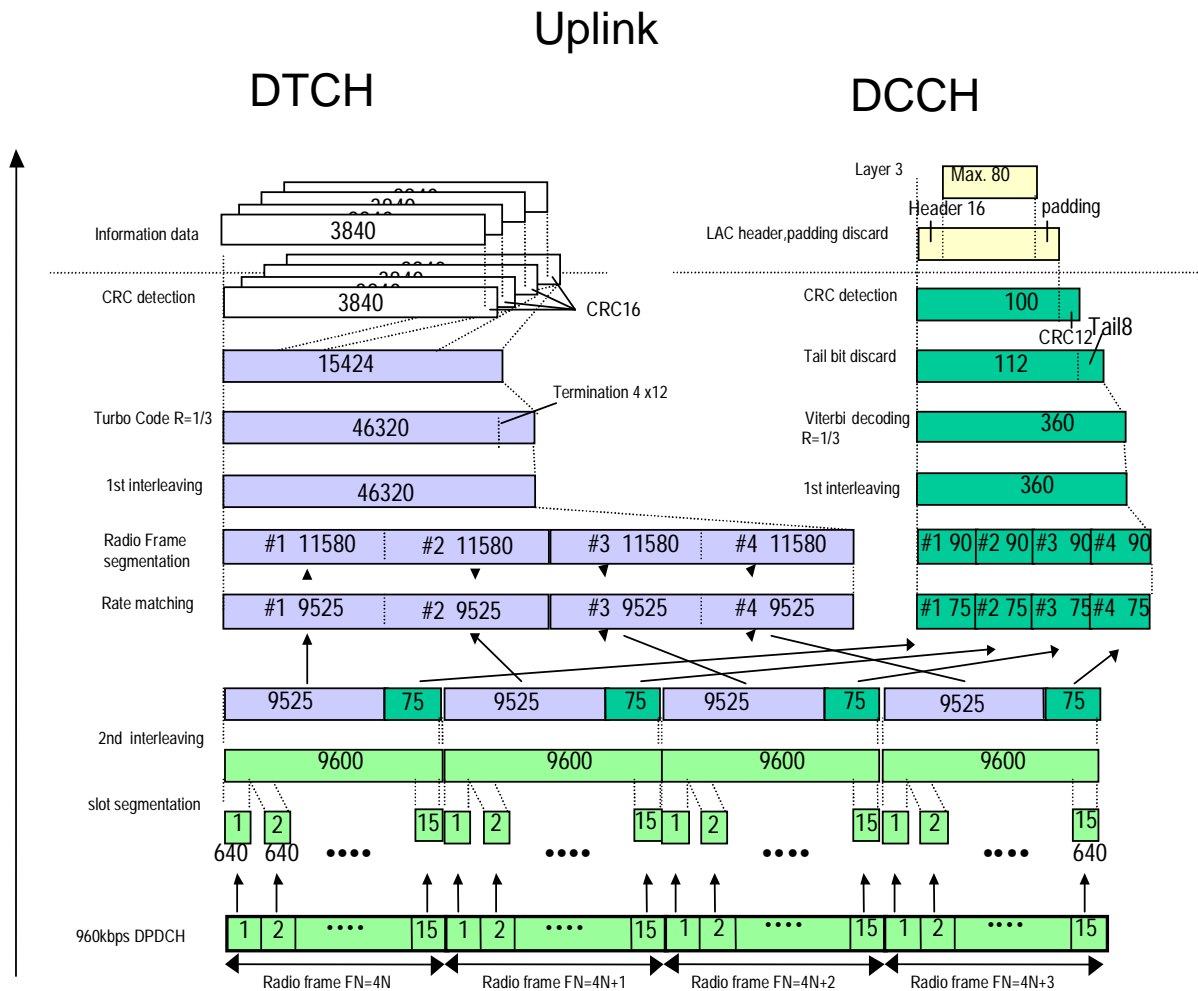 Uplink
DTCH
DCCH
Layer 3
Max. 80
Header 16
padding
3840
Information data
3840
LAC header,padding discard
3840
CRC detection
3840
CRC16
CRC detection
100
CRC12
Tail8
15424
Tail bit discard
112
Termination 4 x12
Turbo Code R=1/3
46320
Viterbi decoding
R=1/3
360
1st interleaving
46320
1st interleaving
360
Radio Frame
segmentation
#1 11580
#2 11580
#3 11580
#4 11580
#1 90
#2 90
#3 90
#4 90
Rate matching
#1 9525
#2 9525
#3 9525
#4 9525
#1 75
#2 75
#3 75
#4 75
9525
75
9525
75
9525
75
9525
75
2nd interleaving
9600
9600
9600
9600
slot segmentation
1
2
15
1
2
15
1
2
15
1
2
15
640
640
••••
••••
••••
••••
640
960kbps DPDCH
1
2
••••
15
1
2
••••
15
1
2
••••
15
1
2
••••
15
Radio frame FN=4N
Radio frame FN=4N+1
Radio frame FN=4N+2
Radio frame FN=4N+3